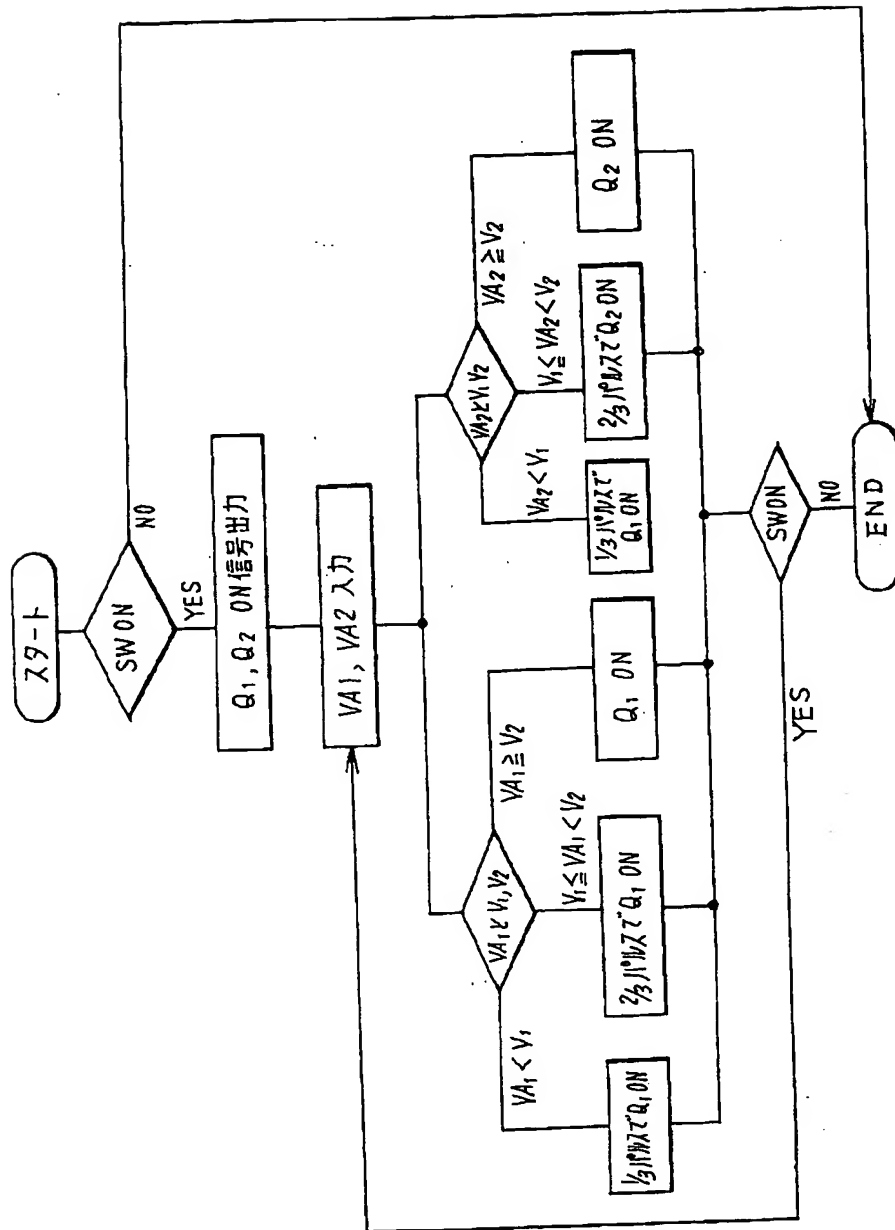 スタート
SW ON
NO
YES
Q1, Q2 ON信号出力
VA1, VA2 入力
VA1とV1,V2
VA1<V1
V1≦VA1<V2
VA1≧V2
1/3パルスでQ1 ON
2/3パルスでQ1 ON
Q1 ON
VA2とV1V2
VA2<V1
V1≦VA2<V2
VA2≧V2
1/3パルスで
Q1 ON
2/3パルスでQ2 ON
Q2 ON
SW ON
YES
NO
END